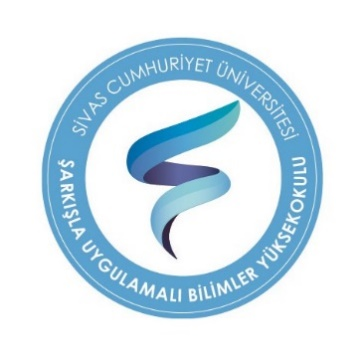 SİVAS CUMHURİYET ÜNİVERSİTESİ
ŞARKIŞLA UYGULAMALI BİLİMLER YÜKSEKOKULU